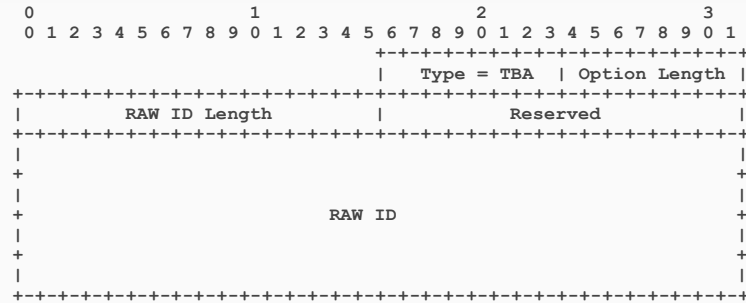 0                   1                   2                   3
 0 1 2 3 4 5 6 7 8 9 0 1 2 3 4 5 6 7 8 9 0 1 2 3 4 5 6 7 8 9 0 1
                                +-+-+-+-+-+-+-+-+-+-+-+-+-+-+-+-+
                                |   Type = TBA  | Option Length |
+-+-+-+-+-+-+-+-+-+-+-+-+-+-+-+-+-+-+-+-+-+-+-+-+-+-+-+-+-+-+-+-+
|         RAW ID Length         |           Reserved            |
+-+-+-+-+-+-+-+-+-+-+-+-+-+-+-+-+-+-+-+-+-+-+-+-+-+-+-+-+-+-+-+-+
|                                                               |
+                                                               +
|                                                               |
+                           RAW ID                              +
|                                                               |
+                                                               +
|                                                               |
+-+-+-+-+-+-+-+-+-+-+-+-+-+-+-+-+-+-+-+-+-+-+-+-+-+-+-+-+-+-+-+-+